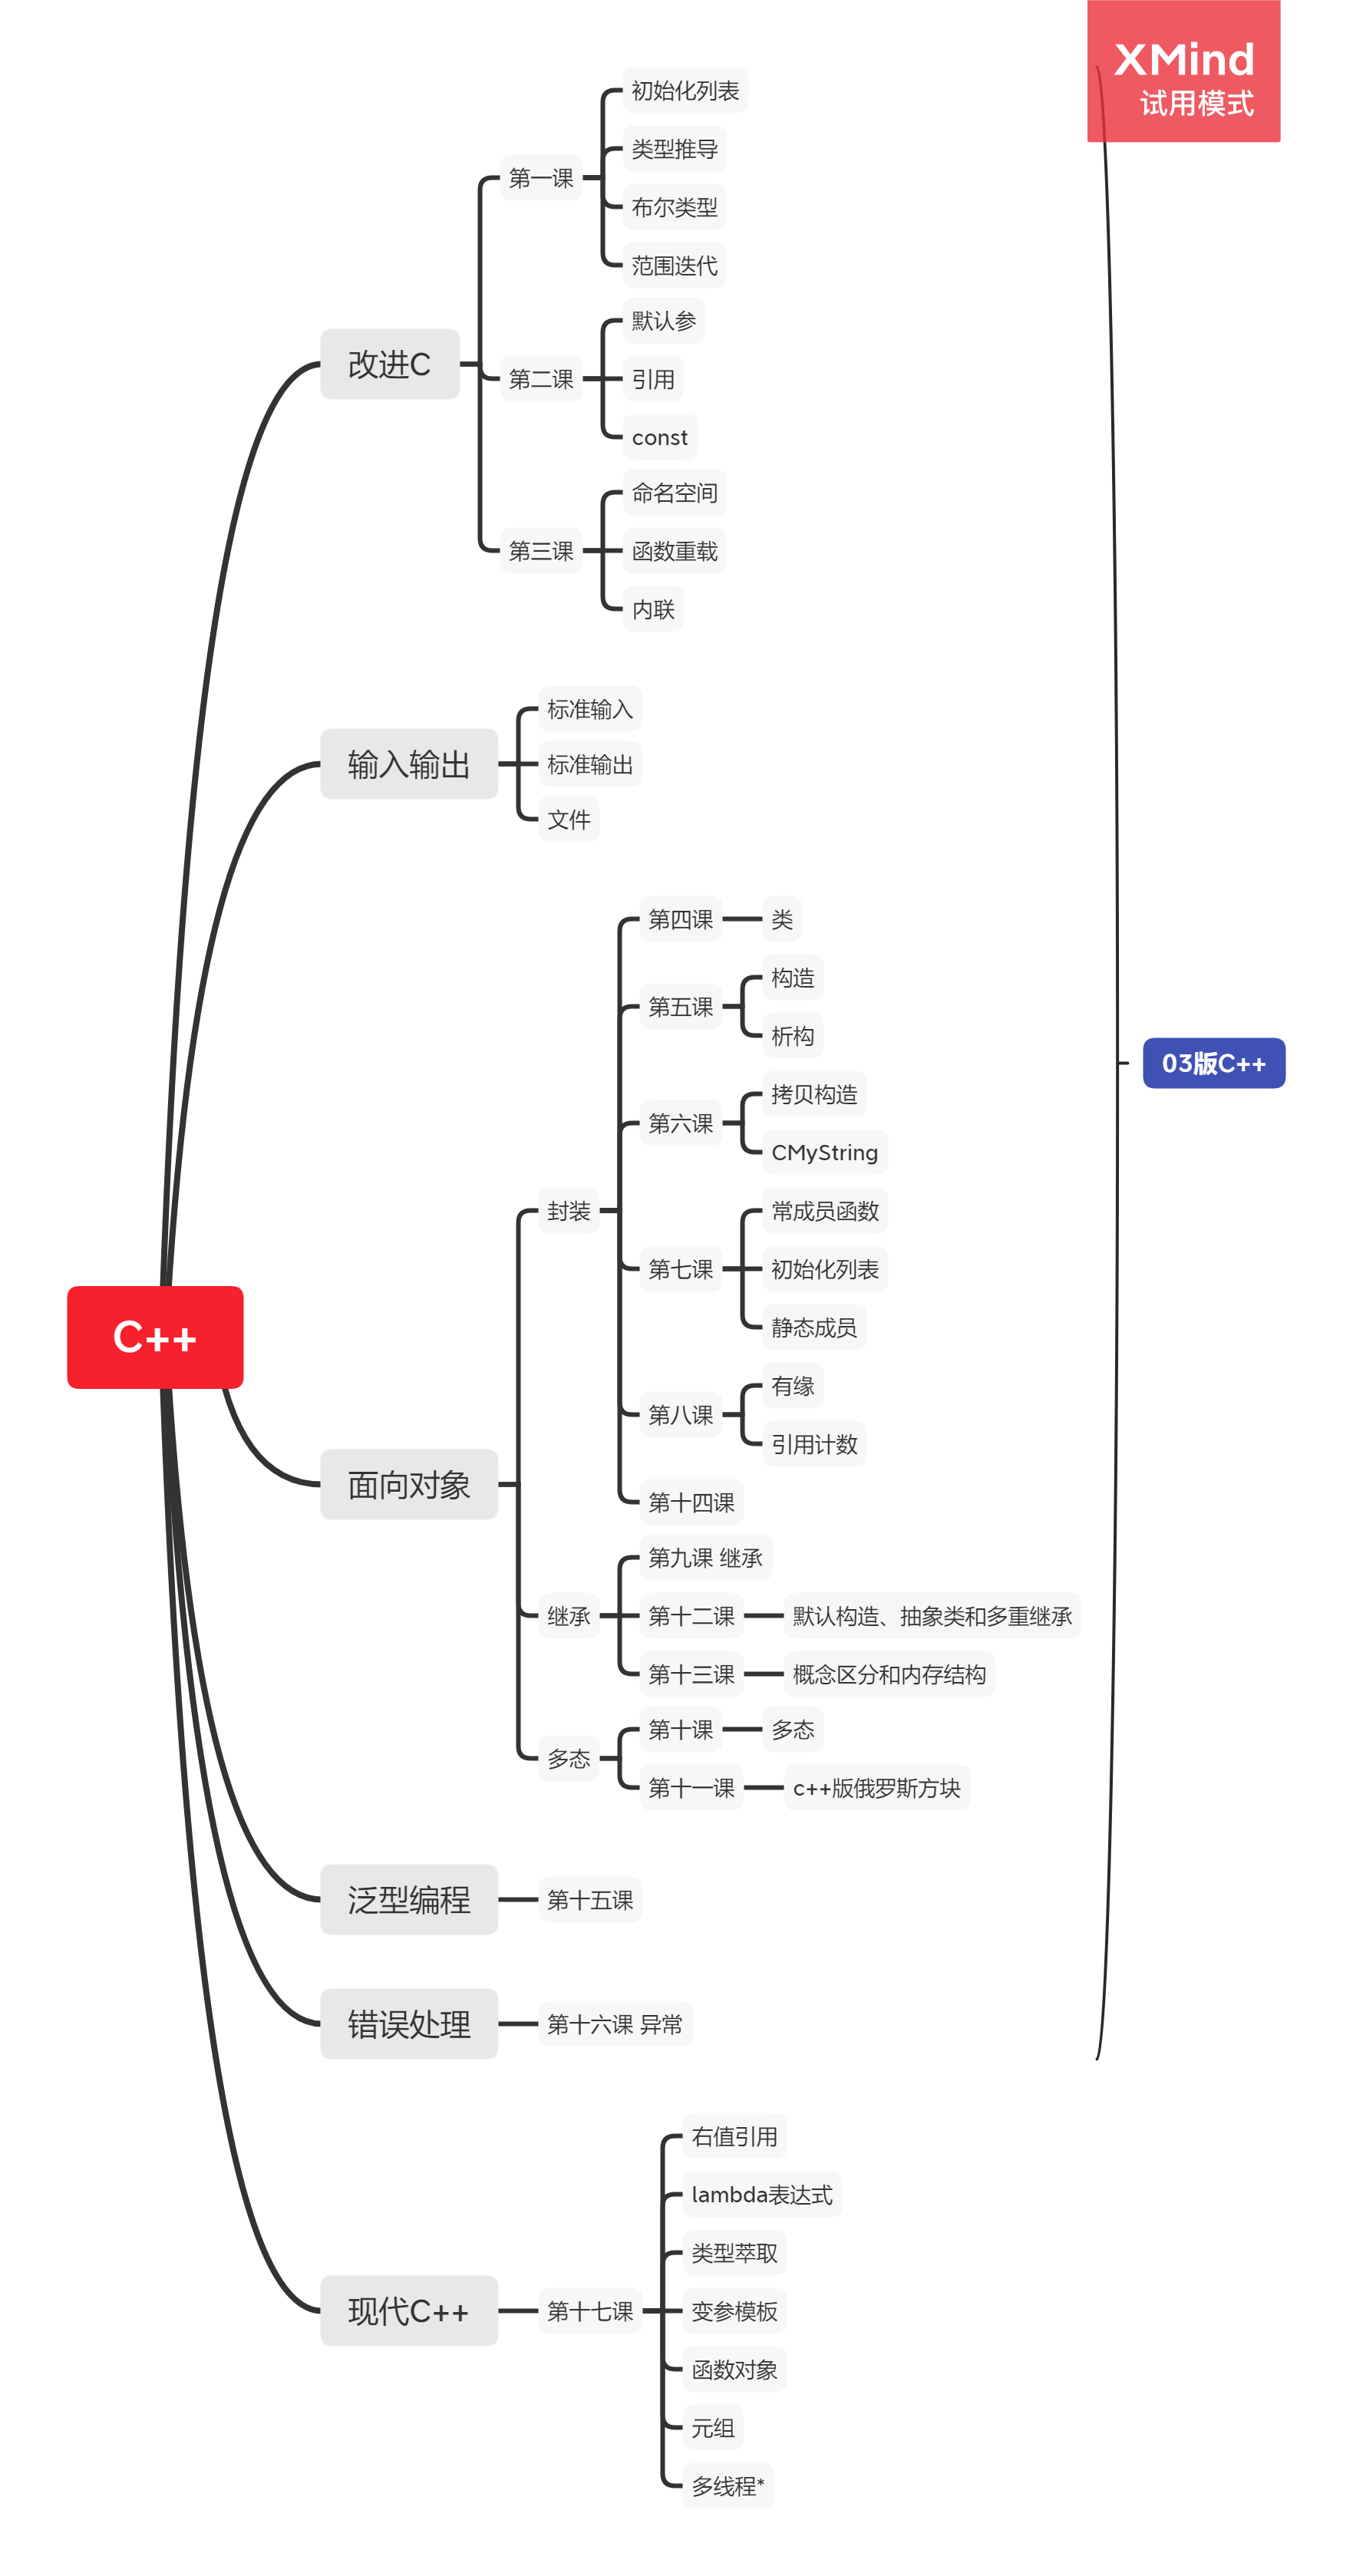 XMind
试用模式
C++
改进C
第一课
初始化列表
类型推导
布尔类型
范围迭代
第二课
默认参
引用
const
第三课
命名空间
函数重载
内联
输入输出
标准输入
标准输出
文件
面向对象
封装
第四课
类
第五课
构造
析构
第六课
拷贝构造
CMyString
第七课
常成员函数
初始化列表
静态成员
第八课
有缘
引用计数
第十四课
继承
第九课 继承
第十二课
默认构造、抽象类和多重继承
第十三课
概念区分和内存结构
多态
第十课
多态
第十一课
c++版俄罗斯方块
泛型编程
第十五课
错误处理
第十六课 异常
03版C++
现代C++
第十七课
右值引用
lambda表达式
类型萃取
变参模板
函数对象
元组
多线程*